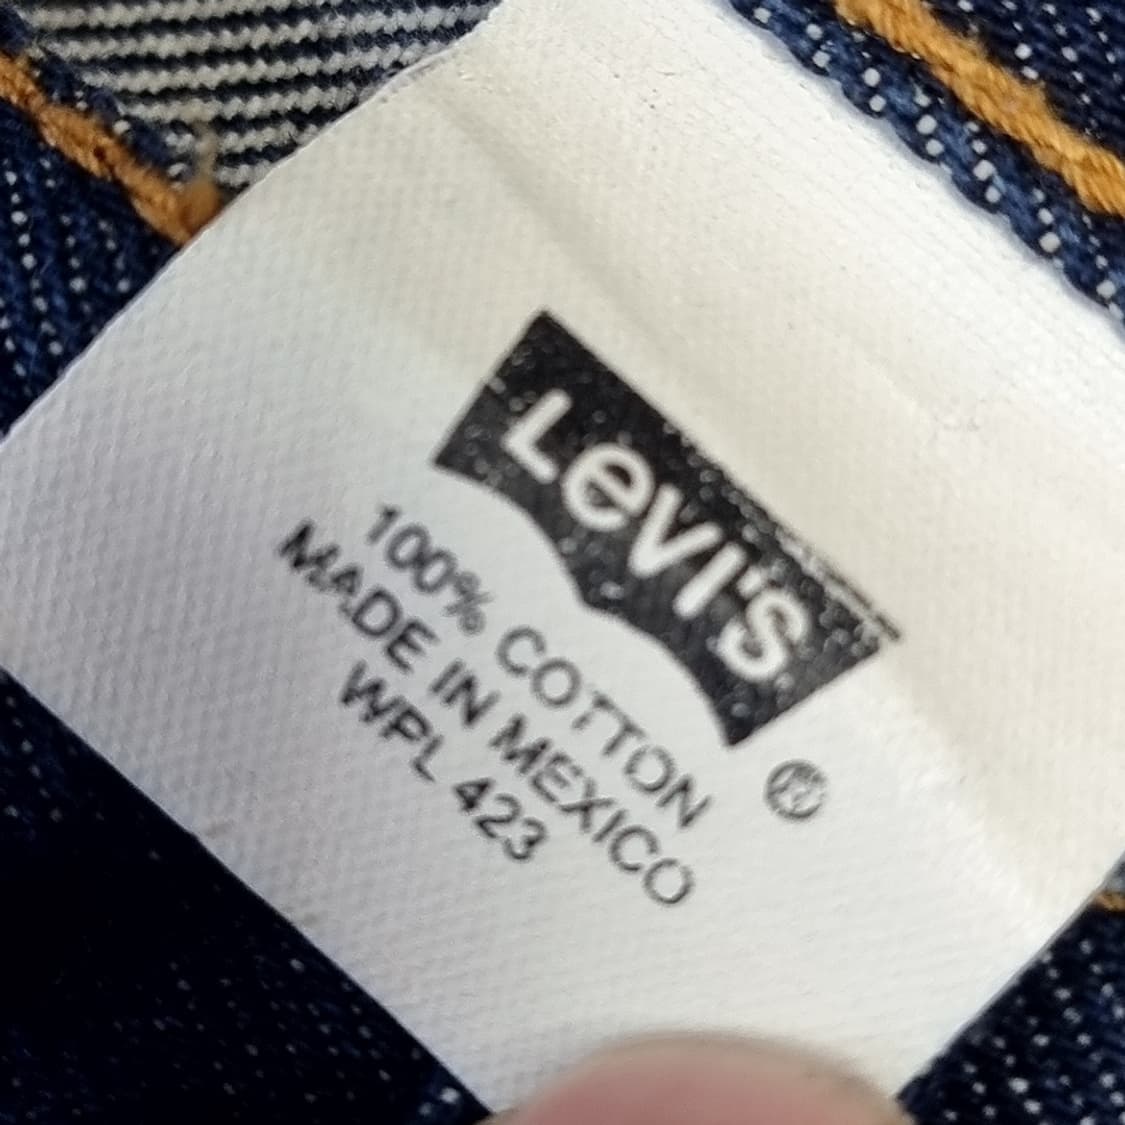 LEVI'S
®
100% COTTON
MADE IN MEXICO
WPL 423